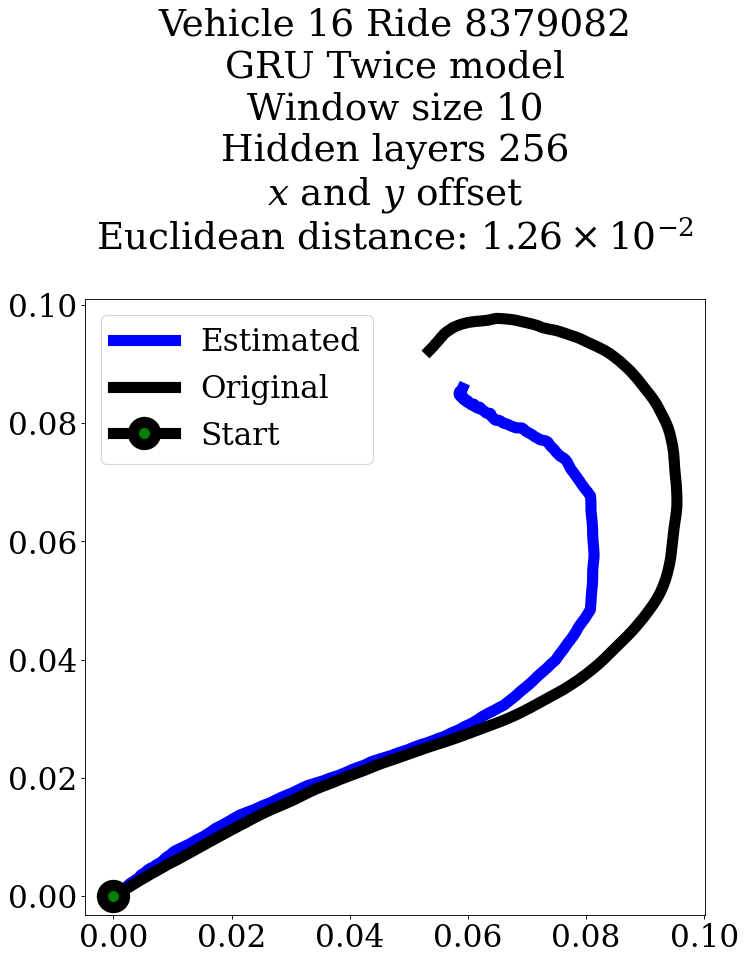 Vehicle 16 Ride 8379082
GRU Twice model
Window size 10
Hidden layers 256
x and y offset
Euclidean distance: 1.26 × 10⁻²
0.10
0.08
0.06
0.04
0.02
0.00
Estimated
Original
Start
0.00 0.02 0.04 0.06 0.08 0.10